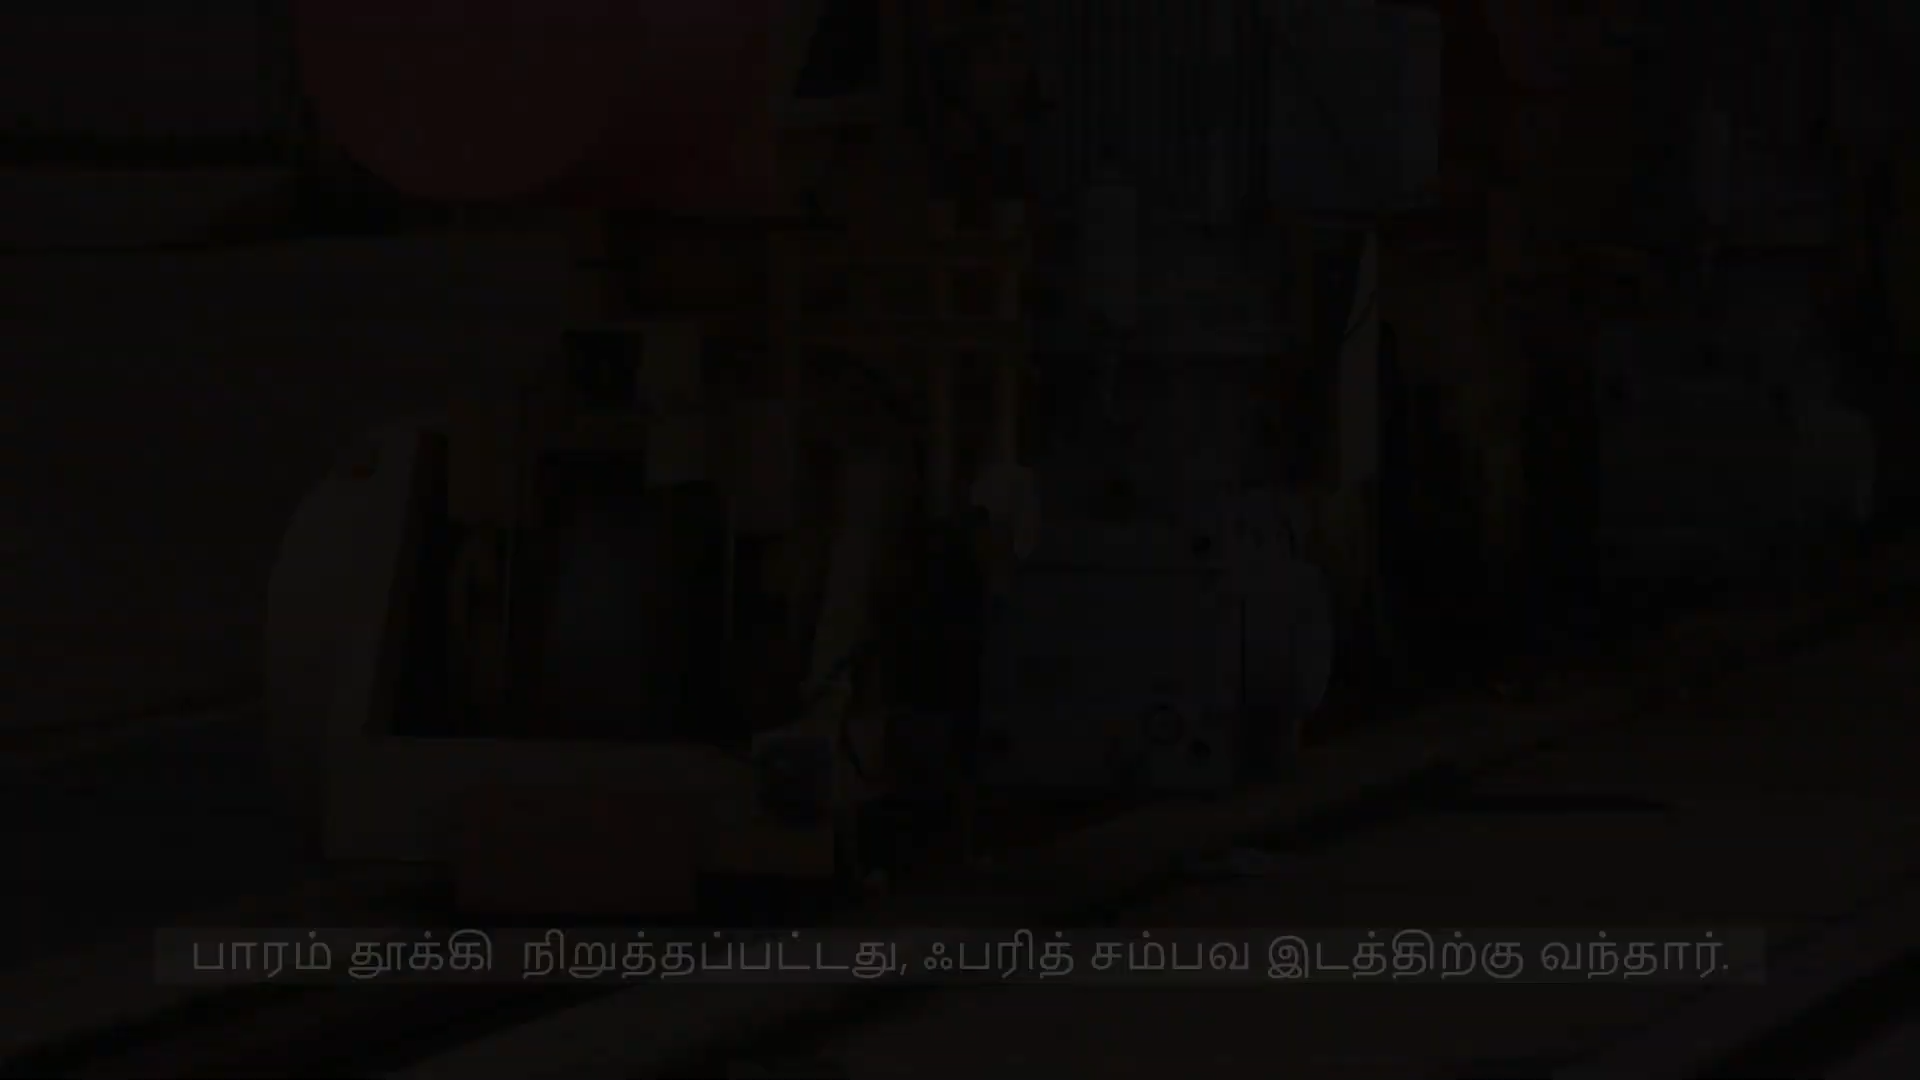 பாரம் தூக்கி  நிறுத்தப்பட்டது, ஃபரித் சம்பவ இடத்திற்கு வந்தார்.